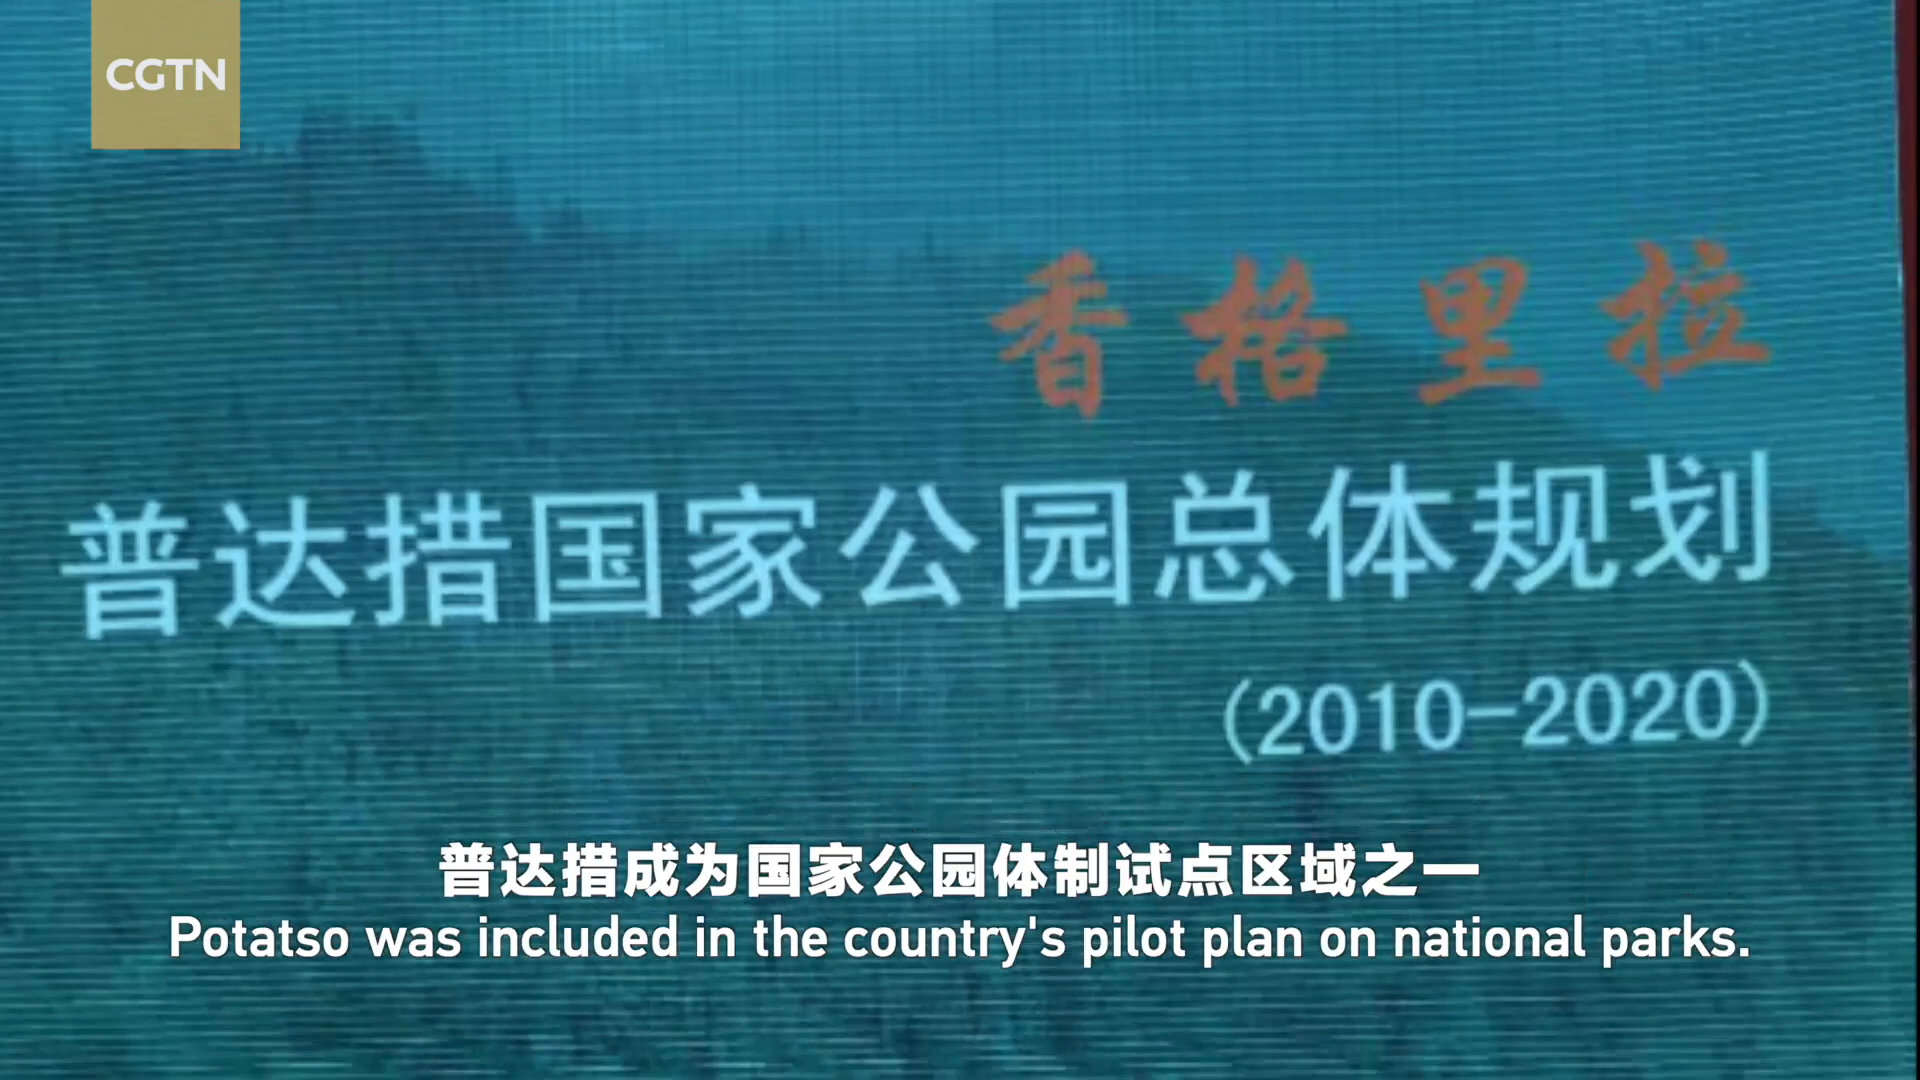 CGTN
香格里拉
普达措国家公园总体规划
(2010-2020)
普达措成为国家公园体制试点区域之一
Potatso was included in the country's pilot plan on national parks.